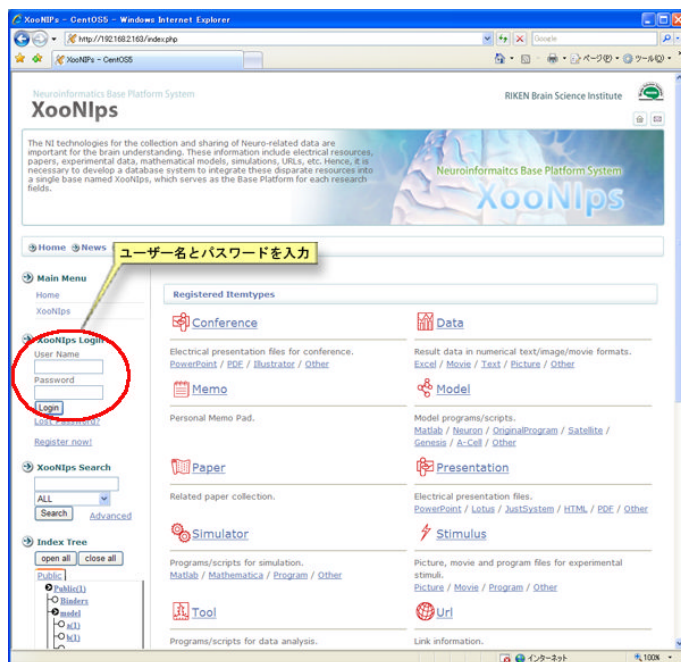 XooNIPs - CentOS5 - Windows Internet Explorer
http://192.168.2.163/index.php
Google
XooNIPs - CentOS5
ページ(P)
ツール(O)
Neuroinformatics Base Platform System
XooNIps
RIKEN Brain Science Institute
The NI technologies for the collection and sharing of Neuro-related data are
important for the brain understanding. These information include electrical resources,
papers, experimental data, mathematical models, simulations, URLs, etc. Hence, it is
necessary to develop a database system to integrate these disparate resources into
a single base named XooNIps, which serves as the Base Platform for each research
fields.
Neuroinformaitcs Base Platform System
XooNIps
Home News
ユーザー名とパスワードを入力
Main Menu
Home
XooNIps
XooNIps Login
User Name
Password
Login
Lost Password?
Register now!
XooNIps Search
ALL
Search Advanced
Index Tree
open all close all
Public
Public(1)
Binders
model
a(1)
b(1)
Registered Itemtypes
Conference
Electrical presentation files for conference.
PowerPoint / PDF / Illustrator / Other
Data
Result data in numerical text/image/movie formats.
Excel / Movie / Text / Picture / Other
Memo
Personal Memo Pad.
Model
Model programs/scripts.
Matlab / Neuron / OriginalProgram / Satellite /
Genesis / A-Cell / Other
Paper
Related paper collection.
Presentation
Electrical presentation files.
PowerPoint / Lotus / JustSystem / HTML / PDF / Other
Simulator
Programs/scripts for simulation.
Matlab / Mathematica / Program / Other
Stimulus
Picture, movie and program files for experimental
stimuli.
Picture / Movie / Program / Other
Tool
Programs/scripts for data analysis.
Url
Link information.
インターネット
100%